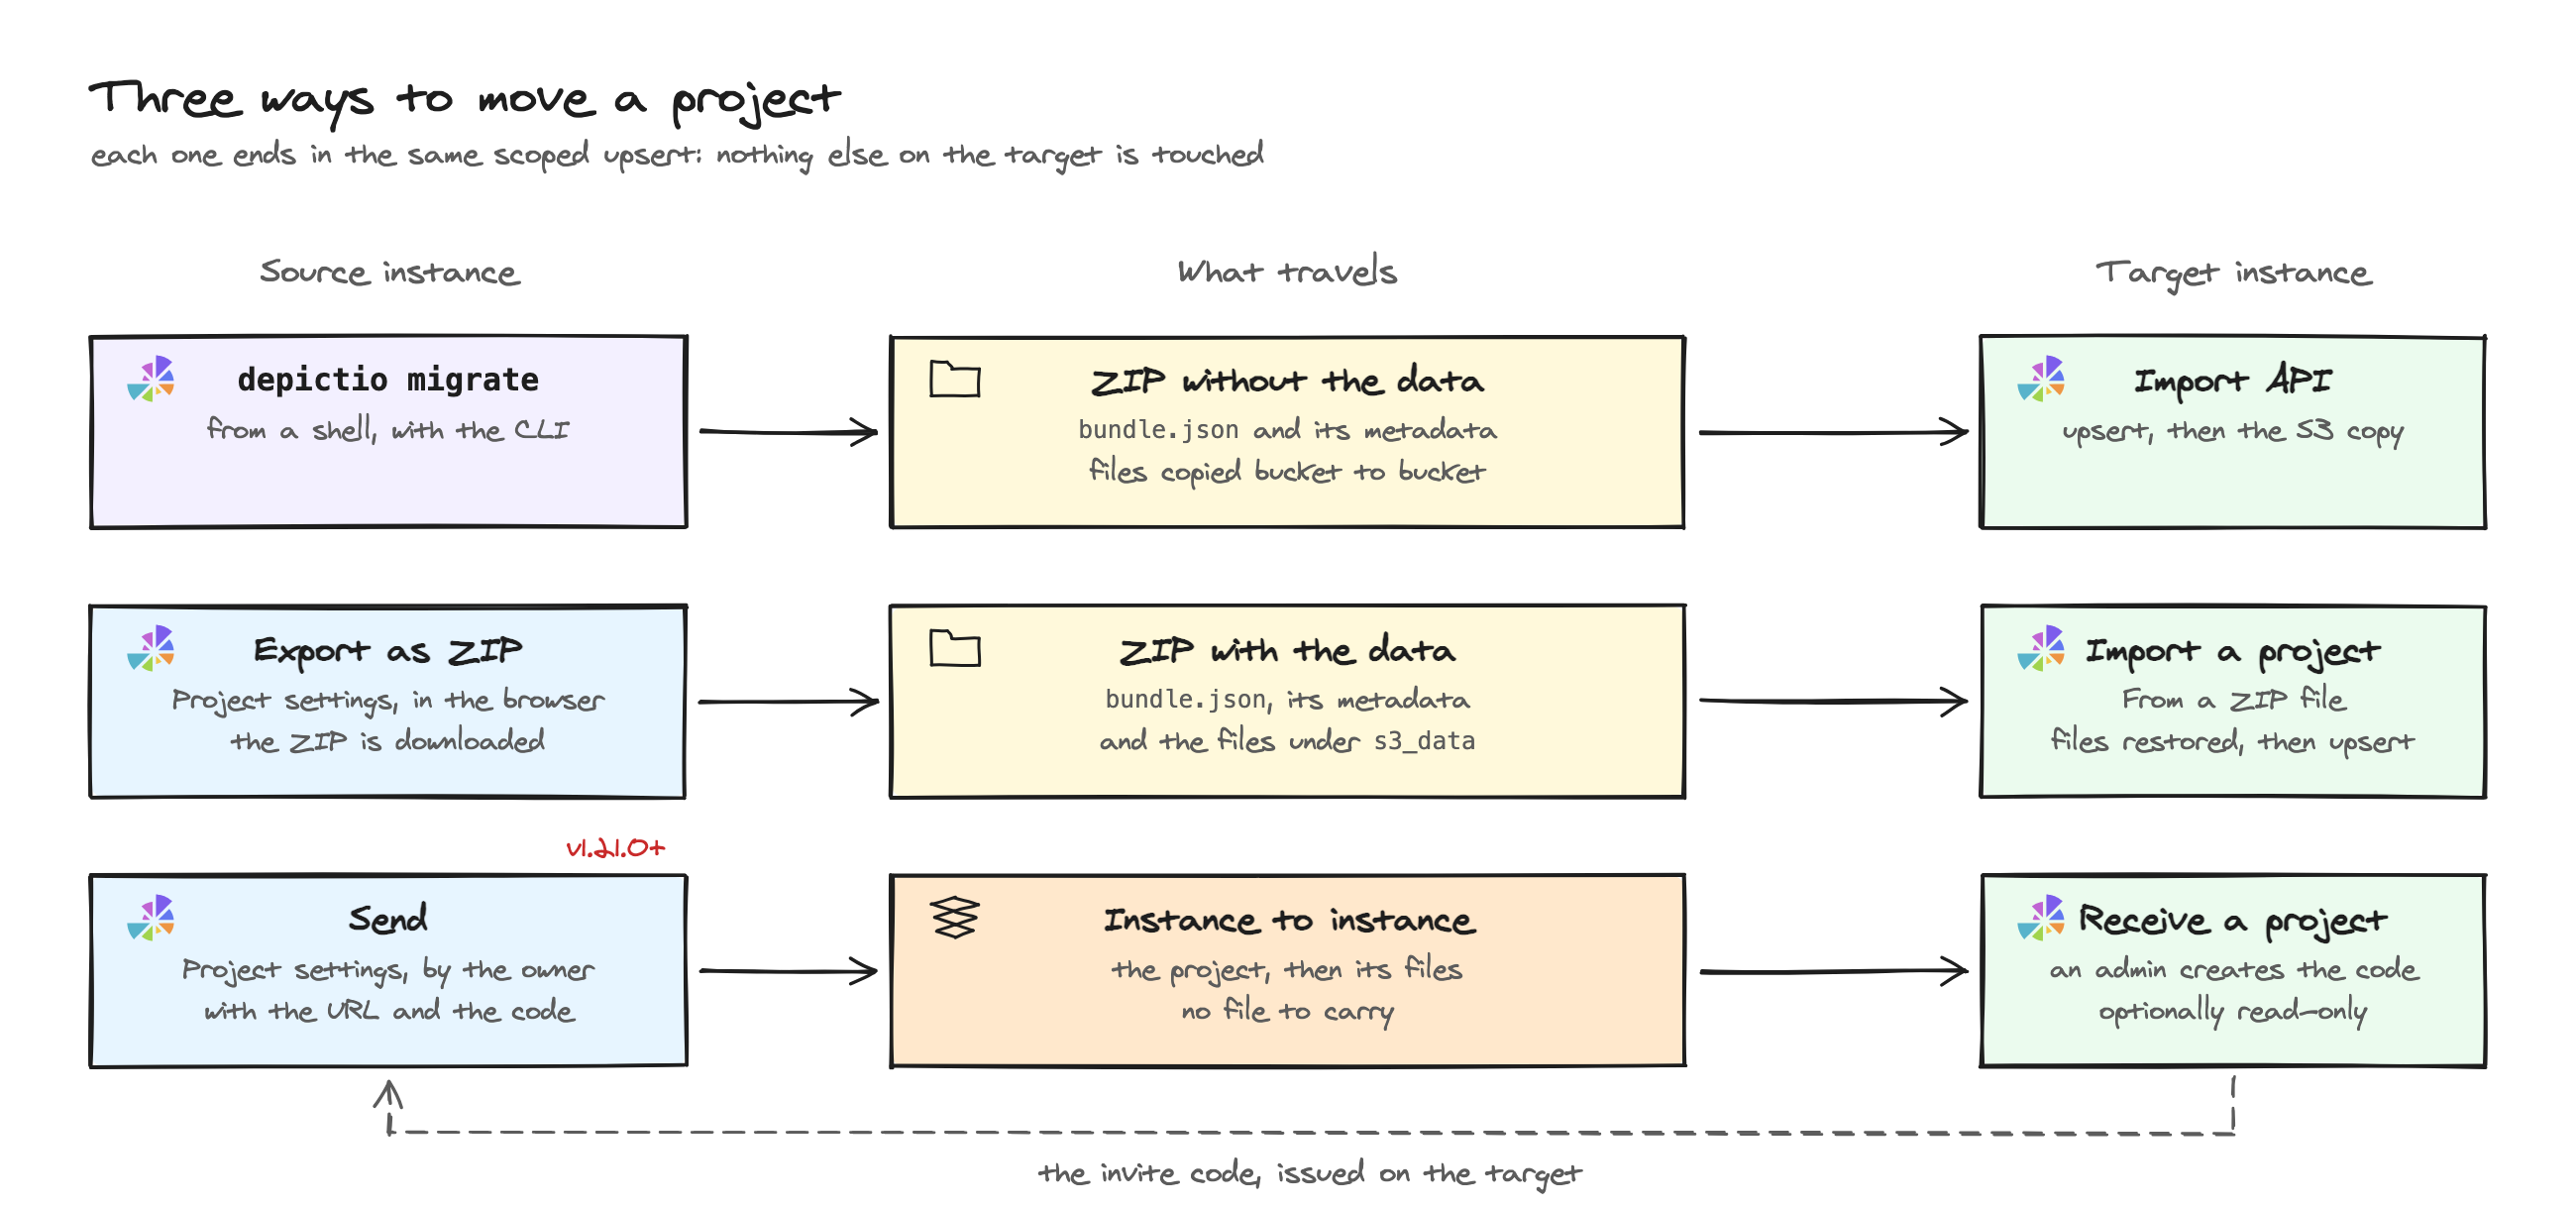 Three ways to move a project
each one ends in the same scoped upsert: nothing else on the target is touched
Source instance
What travels
Target instance
depictio migrate
from a shell, with the CLI
ZIP without the data
bundle.json and its metadata
files copied bucket to bucket
Import API
upsert, then the S3 copy
Export as ZIP
Project settings, in the browser
the ZIP is downloaded
ZIP with the data
bundle.json, its metadata
and the files under s3_data
Import a project
From a ZIP file
files restored, then upsert
v1.21.0+
Send
Project settings, by the owner
with the URL and the code
Instance to instance
the project, then its files
no file to carry
Receive a project
an admin creates the code
optionally read-only
the invite code, issued on the target